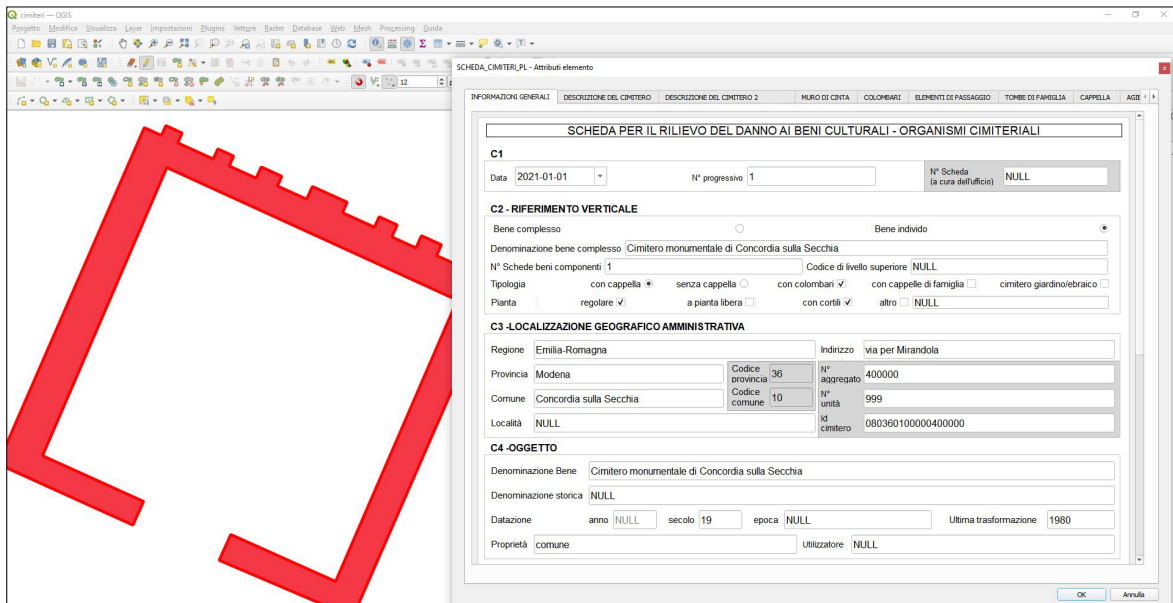 cimiteri — QGIS
Progetto Modifica Visualizza Layer Impostazioni Plugins Vettore Raster Database Web Mesh Processing Guida
12
SCHEDA_CIMITERI_PL - Attributi elemento
INFORMAZIONI GENERALI DESCRIZIONE DEL CIMITERO DESCRIZIONE DEL CIMITERO MURO DI CINTA COLOMBARI ELEMENTI DI PASSAGGIO TOMBE DI FAMIGLIA CAPPELLA AGIE
SCHEDA PER IL RILIEVO DEL DANNO AI BENI CULTURALI - ORGANISMI CIMITERIALI
C1
Data 2021-01-01 N° progressivo 1 N° Scheda (a cura dell'ufficio) NULL
C2 - RIFERIMENTO VERTICALE
Bene complesso Bene individo
Denominazione bene complesso Cimitero monumentale di Concordia sulla Secchia
N° Schede beni componenti 1 Codice di livello superiore NULL
Tipologia con cappella senza cappella con colombari con cappelle di famiglia cimitero giardino/ebraico
Pianta regolare a pianta libera con cortili altro NULL
C3 -LOCALIZZAZIONE GEOGRAFICO AMMINISTRATIVA
Regione Emilia-Romagna Indirizzo via per Mirandola
Provincia Modena Codice provincia 36 N° aggregato 400000
Comune Concordia sulla Secchia Codice comune 10 N° unità 999
Località NULL Id cimitero 080360100000400000
C4 -OGGETTO
Denominazione Bene Cimitero monumentale di Concordia sulla Secchia
Denominazione storica NULL
Datazione anno NULL secolo 19 epoca NULL Ultima trasformazione 1980
Proprietà comune Utilizzatore NULL
OK Annulla